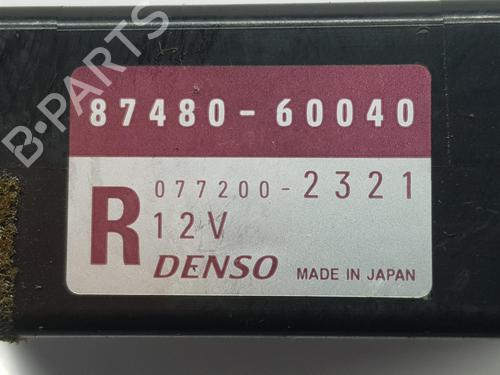 B-PARTS
87480-60040
077200-2321
R 12V
DENSO MADE IN JAPAN